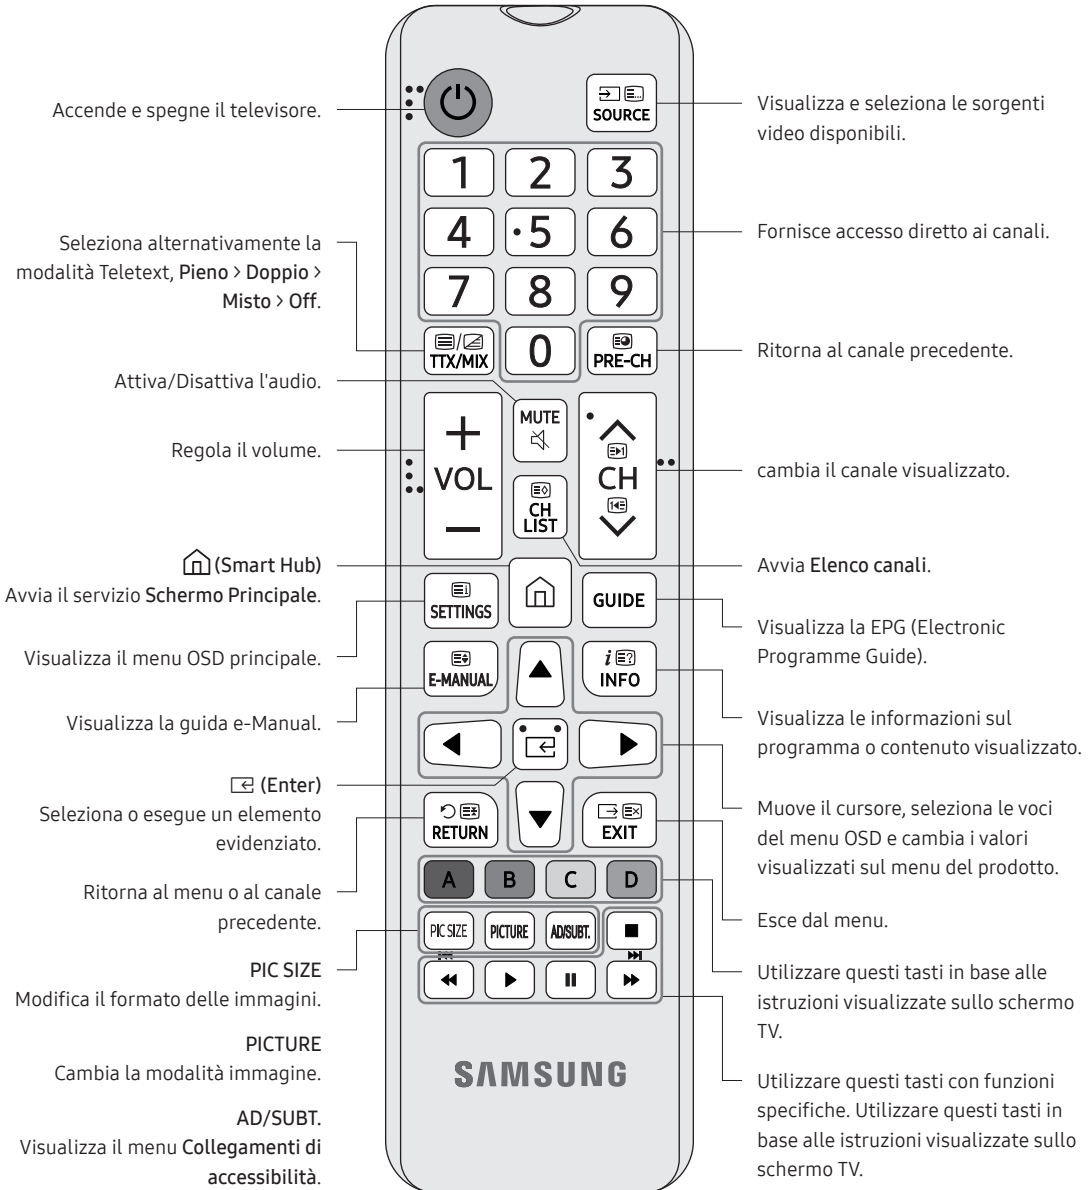 Accende e spegne il televisore.
Seleziona alternativamente la
modalità Teletext, Pieno > Doppio >
Misto > Off.
Attiva/Disattiva l'audio.
Regola il volume.
(Smart Hub)
Avvia il servizio Schermo Principale.
Visualizza il menu OSD principale.
Visualizza la guida e-Manual.
(Enter)
Seleziona o esegue un elemento
evidenziato.
Ritorna al menu o al canale
precedente.
PIC SIZE
Modifica il formato delle immagini.
PICTURE
Cambia la modalità immagine.
AD/SUBT.
Visualizza il menu Collegamenti di
accessibilità.
SOURCE
1 2 3
4 5 6
7 8 9
TTX/MIX 0 PRE-CH
MUTE
VOL CH
CH
LIST
SETTINGS GUIDE
E-MANUAL INFO
RETURN EXIT
A B C D
PIC SIZE PICTURE AD/SUBT.
SAMSUNG
Visualizza e seleziona le sorgenti
video disponibili.
Fornisce accesso diretto ai canali.
Ritorna al canale precedente.
cambia il canale visualizzato.
Avvia Elenco canali.
Visualizza la EPG (Electronic
Programme Guide).
Visualizza le informazioni sul
programma o contenuto visualizzato.
Muove il cursore, seleziona le voci
del menu OSD e cambia i valori
visualizzati sul menu del prodotto.
Esce dal menu.
Utilizzare questi tasti in base alle
istruzioni visualizzate sullo schermo
TV.
Utilizzare questi tasti con funzioni
specifiche. Utilizzare questi tasti in
base alle istruzioni visualizzate sullo
schermo TV.